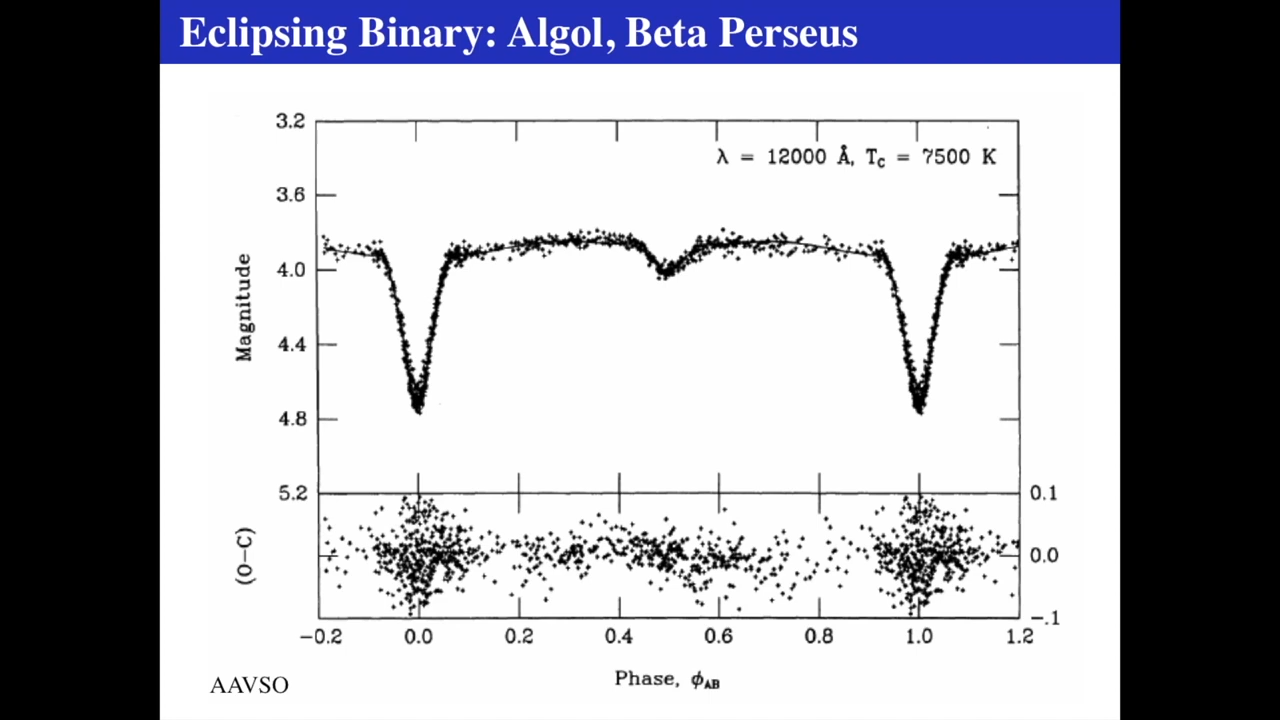 Eclipsing Binary: Algol, Beta Perseus
λ = 12000 Å, T_C = 7500 K
3.2
3.6
4.0
4.4
4.8
5.2
Magnitude
0.1
0.0
-.1
(O-C)
-0.2 0.0 0.2 0.4 0.6 0.8 1.0 1.2
Phase, ϕ_AB
AAVSO